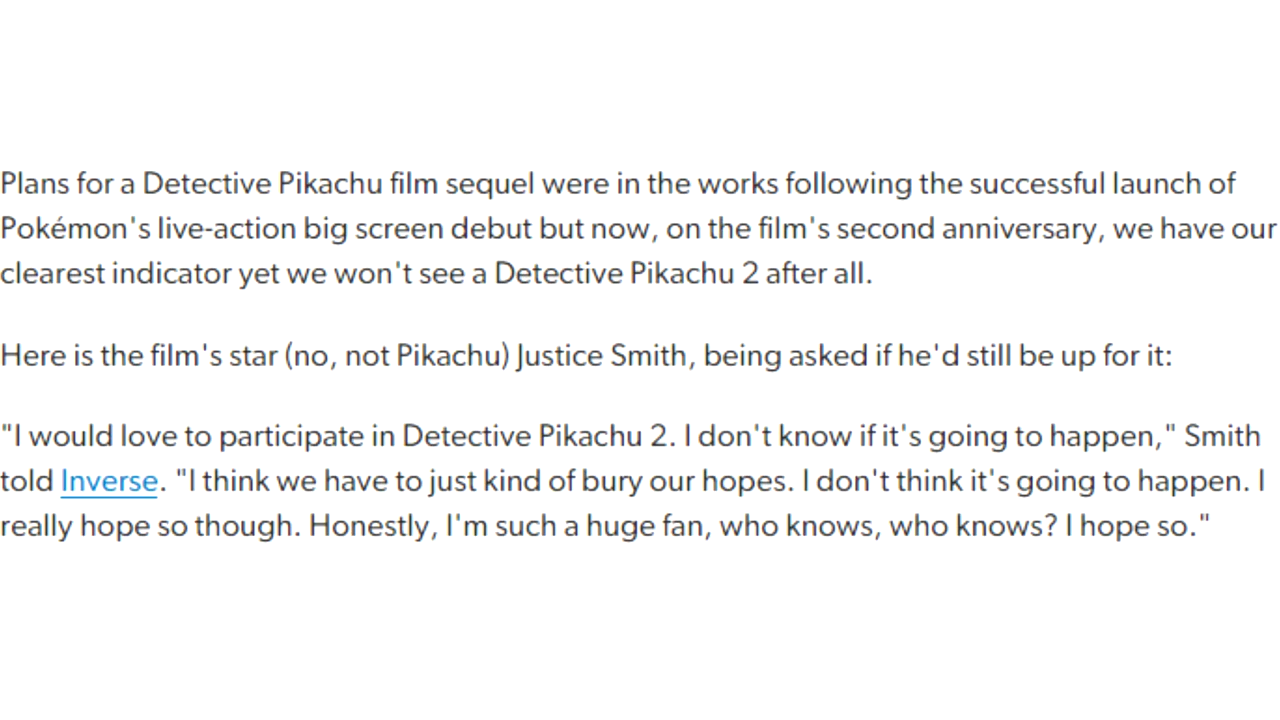 Plans for a Detective Pikachu film sequel were in the works following the successful launch of
Pokémon's live-action big screen debut but now, on the film's second anniversary, we have our
clearest indicator yet we won't see a Detective Pikachu 2 after all.
Here is the film's star (no, not Pikachu) Justice Smith, being asked if he'd still be up for it:
"I would love to participate in Detective Pikachu 2. I don't know if it's going to happen," Smith
told Inverse. "I think we have to just kind of bury our hopes. I don't think it's going to happen. I
really hope so though. Honestly, I'm such a huge fan, who knows, who knows? I hope so."